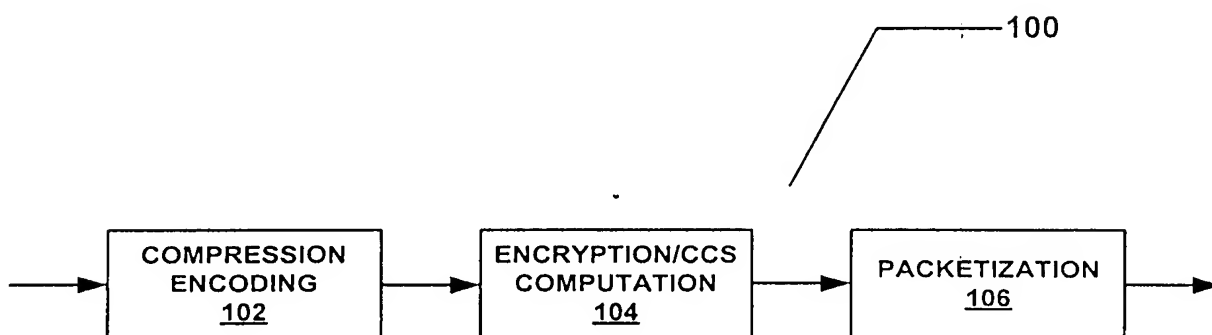 100
COMPRESSION
ENCODING
102
ENCRYPTION/CCS
COMPUTATION
104
PACKETIZATION
106